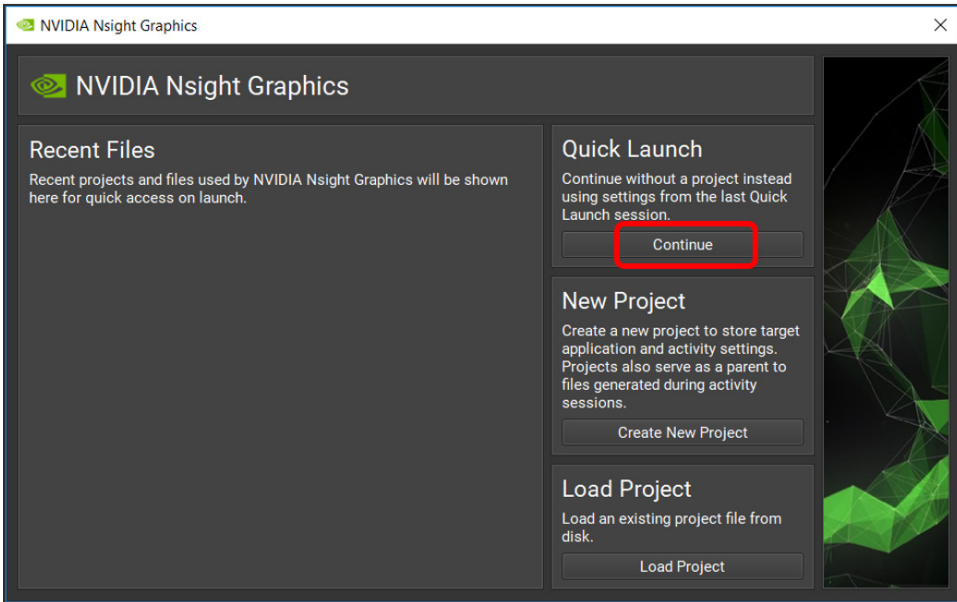 NVIDIA Nsight Graphics
NVIDIA Nsight Graphics
Recent Files
Recent projects and files used by NVIDIA Nsight Graphics will be shown
here for quick access on launch.
Quick Launch
Continue without a project instead
using settings from the last Quick
Launch session.
Continue
New Project
Create a new project to store target
application and activity settings.
Projects also serve as a parent to
files generated during activity
sessions.
Create New Project
Load Project
Load an existing project file from
disk.
Load Project